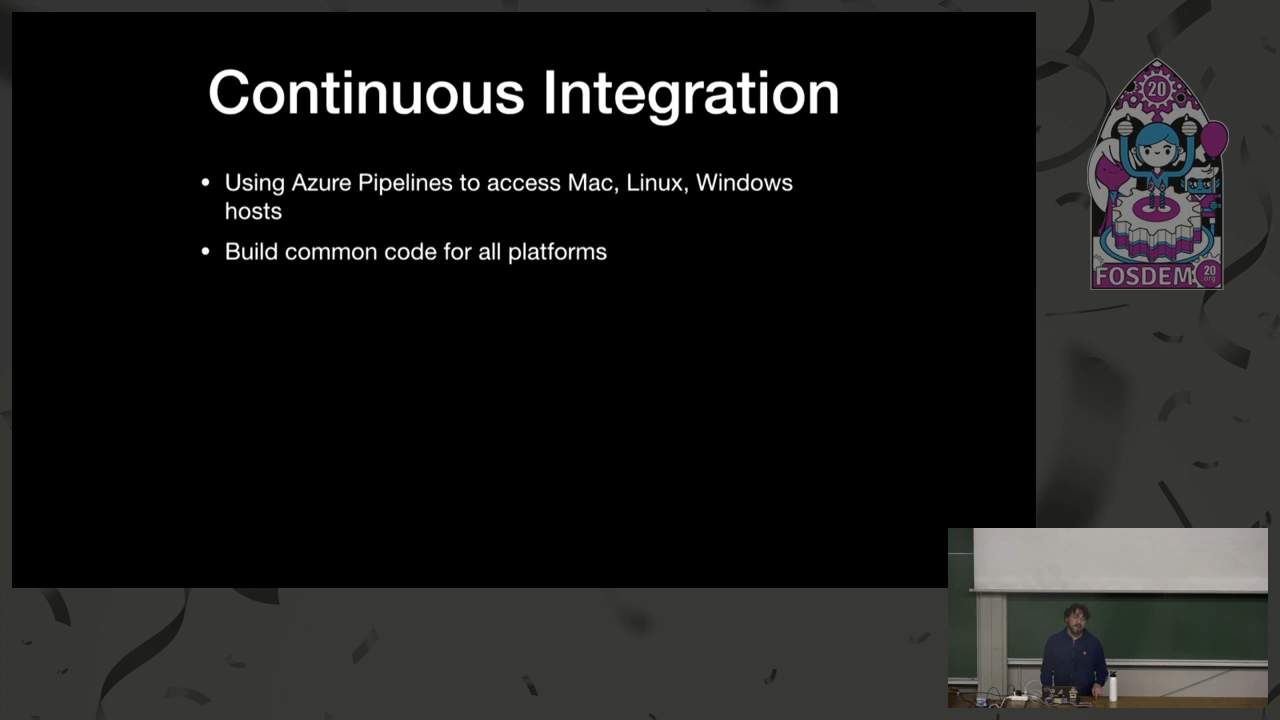 Continuous Integration
• Using Azure Pipelines to access Mac, Linux, Windows
hosts
• Build common code for all platforms
20
FOSDEM
20
.org